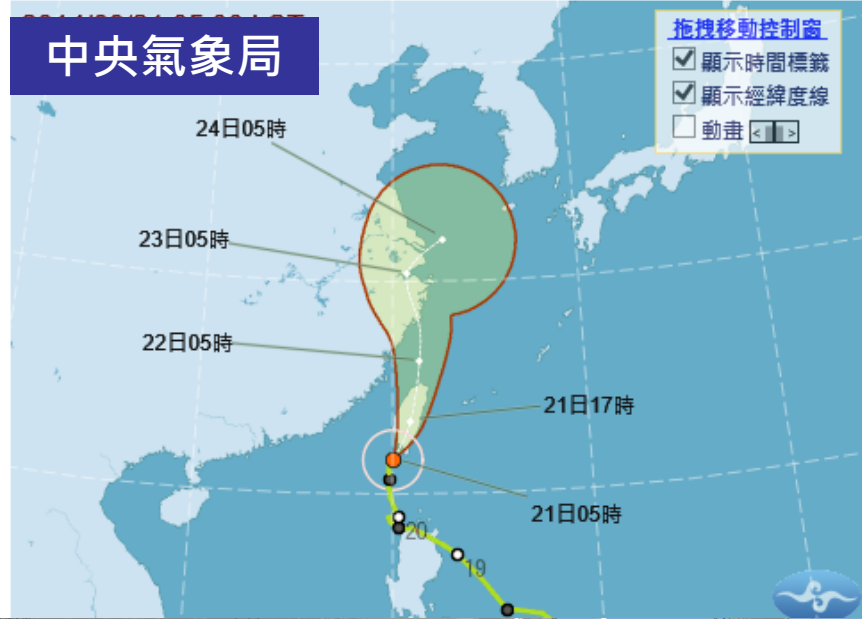 中央氣象局
拖拽移動控制窗
顯示時間標籤
顯示經緯度線
動畫
24日05時
23日05時
22日05時
21日17時
21日05時
20
19